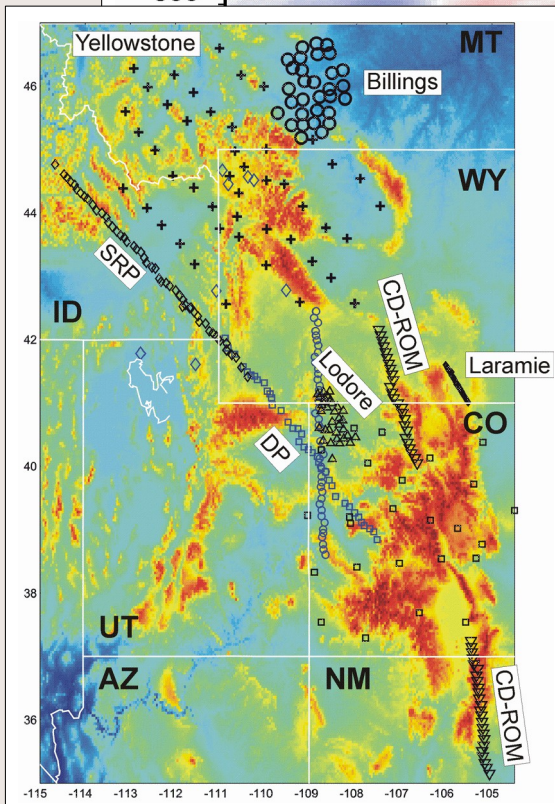 Yellowstone
MT
46
Billings
WY
44
SRP
CD-ROM
ID
42
Lodore
Laramie
CO
DP
40
38
UT
AZ
NM
36
CD-ROM
-115 -114 -113 -112 -111 -110 -109 -108 -107 -106 -105